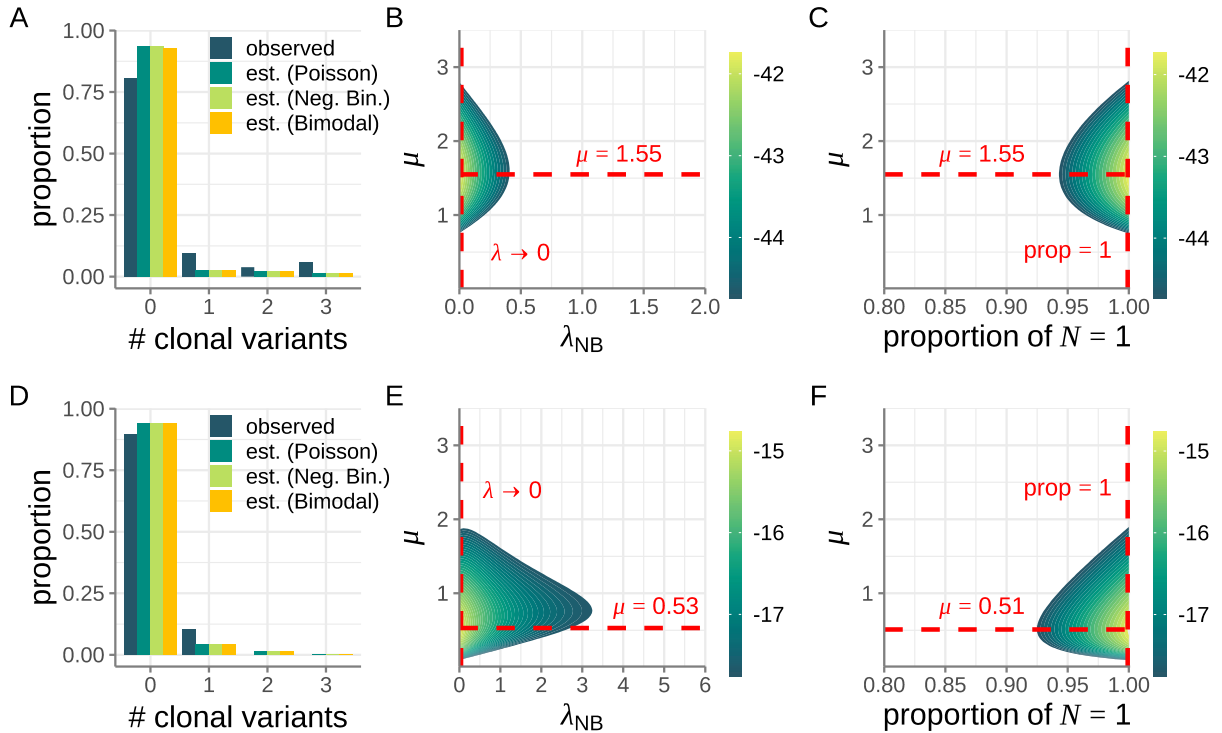 A
1.00
0.75
0.50
0.25
0.00
proportion
observed
est. (Poisson)
est. (Neg. Bin.)
est. (Bimodal)
0 1 2 3
# clonal variants
B
3
2
1
μ
μ = 1.55
λ → 0
0.0 0.5 1.0 1.5 2.0
λNB
-42
-43
-44
C
3
2
1
μ
μ = 1.55
prop = 1
0.80 0.85 0.90 0.95 1.00
proportion of N = 1
-42
-43
-44
D
1.00
0.75
0.50
0.25
0.00
proportion
observed
est. (Poisson)
est. (Neg. Bin.)
est. (Bimodal)
0 1 2 3
# clonal variants
E
3
2
1
μ
λ → 0
μ = 0.53
0 1 2 3 4 5 6
λNB
-15
-16
-17
F
3
2
1
μ
prop = 1
μ = 0.51
0.80 0.85 0.90 0.95 1.00
proportion of N = 1
-15
-16
-17